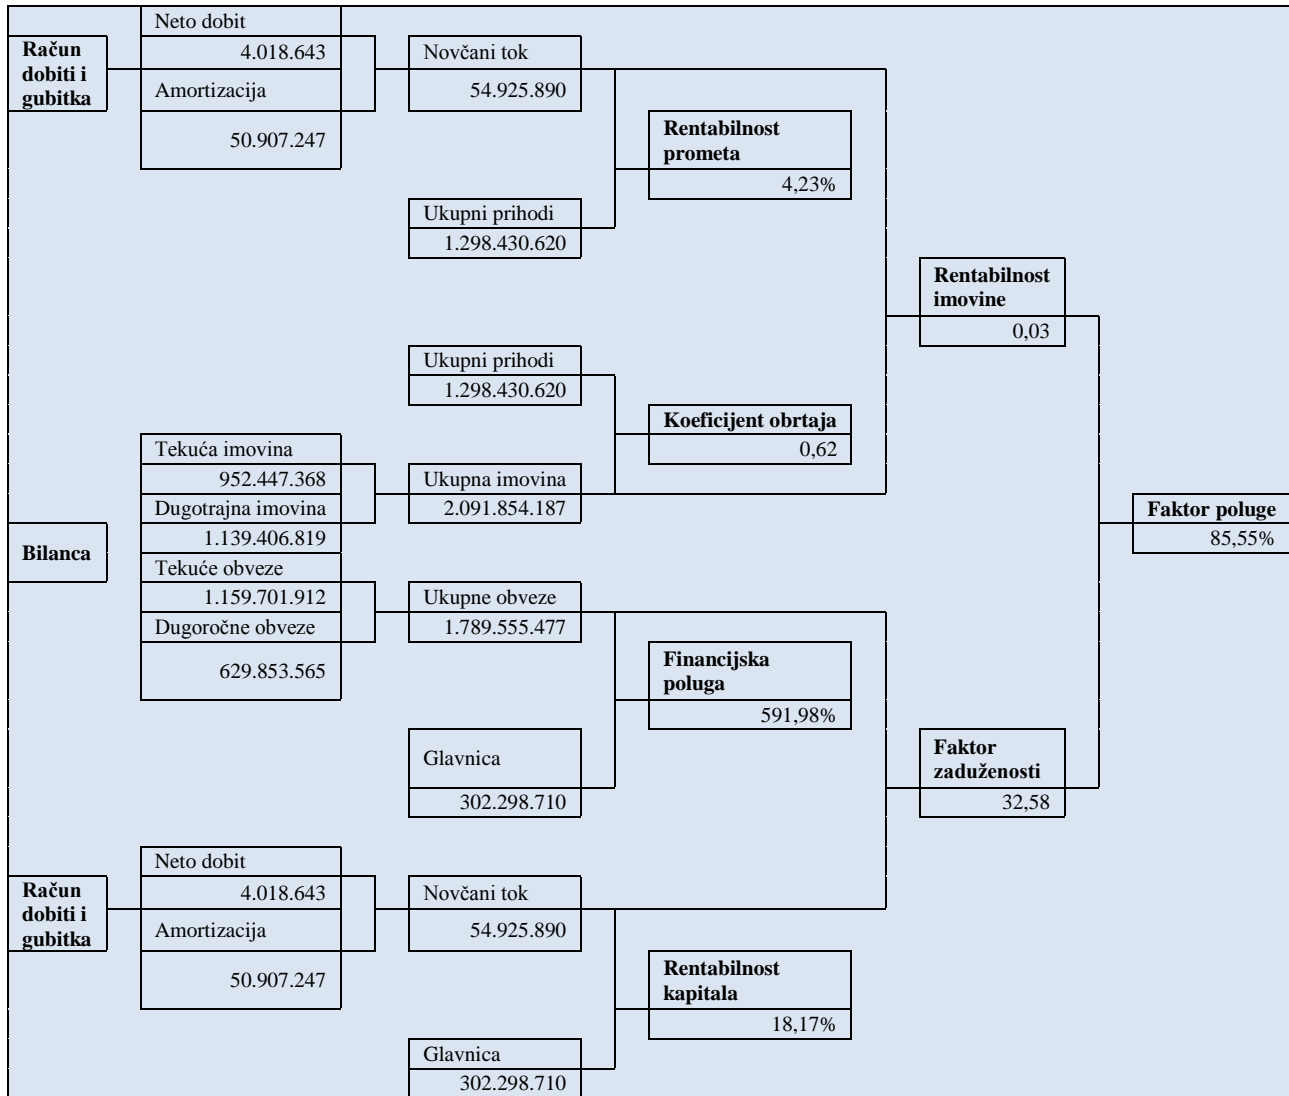 Neto dobit
Račun
dobiti i
gubitka
4.018.643
Amortizacija
50.907.247
Novčani tok
54.925.890
Rentabilnost
prometa
4,23%
Ukupni prihodi
1.298.430.620
Rentabilnost
imovine
0,03
Ukupni prihodi
1.298.430.620
Koeficijent obrtaja
0,62
Tekuća imovina
952.447.368
Dugotrajna imovina
1.139.406.819
Ukupna imovina
2.091.854.187
Faktor poluge
85,55%
Bilanca
Tekuće obveze
1.159.701.912
Dugoročne obveze
629.853.565
Ukupne obveze
1.789.555.477
Financijska
poluga
591,98%
Glavnica
302.298.710
Faktor
zaduženosti
32,58
Neto dobit
Račun
dobiti i
gubitka
4.018.643
Amortizacija
50.907.247
Novčani tok
54.925.890
Rentabilnost
kapitala
18,17%
Glavnica
302.298.710